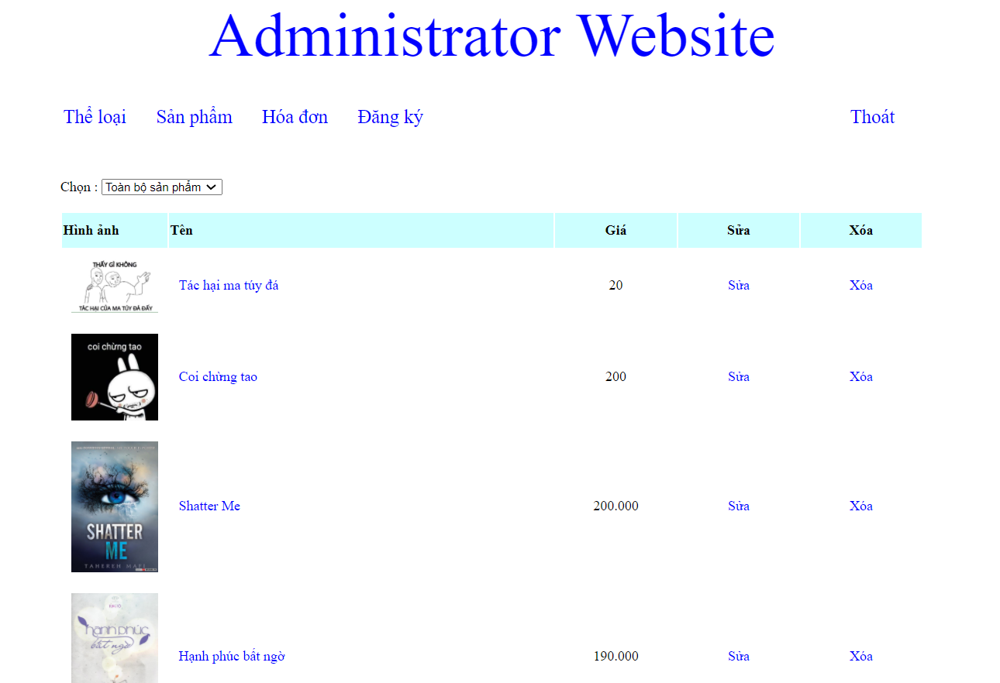 Administrator Website
Thể loại Sản phẩm Hóa đơn Đăng ký Thoát
Chọn : Toàn bộ sản phẩm
Hình ảnh Tên Giá Sửa Xóa
THẤY GÌ KHÔNG
TÁC HẠI CỦA MA TÚY ĐÁ ĐẤY
Tác hại ma túy đá 20 Sửa Xóa
coi chừng tao
Coi chừng tao 200 Sửa Xóa
SHATTER
ME
TAHEREH MAFI
Shatter Me 200.000 Sửa Xóa
hạnh phúc
bất ngờ
Hạnh phúc bất ngờ 190.000 Sửa Xóa